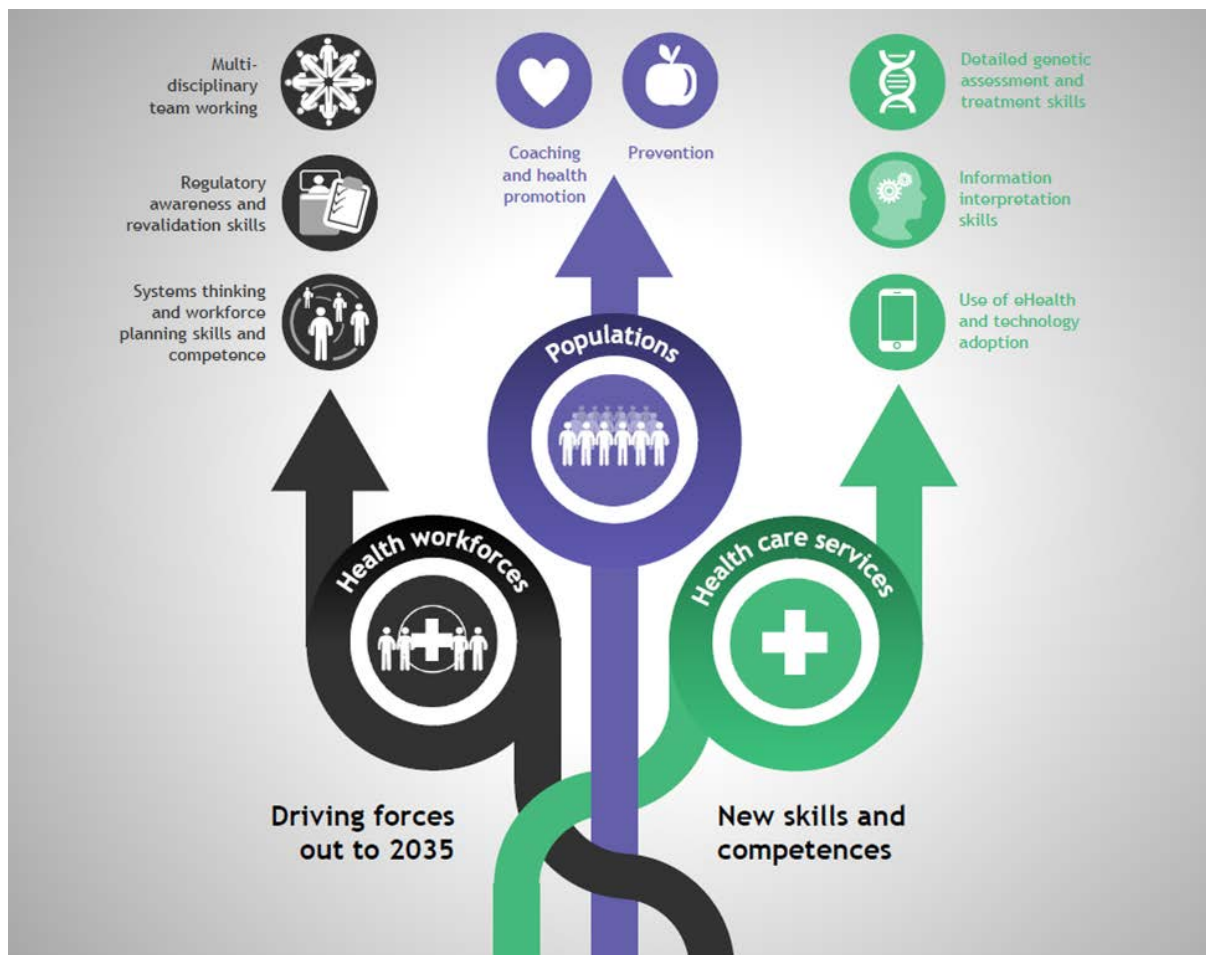 Multi-
disciplinary
team working
Regulatory
awareness and
revalidation skills
Systems thinking
and workforce
planning skills and
competence
Coaching
and health
promotion
Prevention
Detailed genetic
assessment and
treatment skills
Information
interpretation
skills
Use of eHealth
and technology
adoption
Populations
Health workforces
Health care services
Driving forces
out to 2035
New skills and
competences